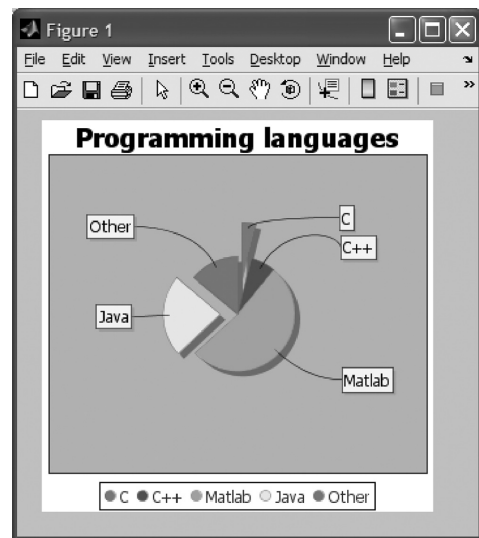 Figure 1
File Edit View Insert Tools Desktop Window Help
Programming languages
C
Other
C++
Java
Matlab
C C++ Matlab Java Other